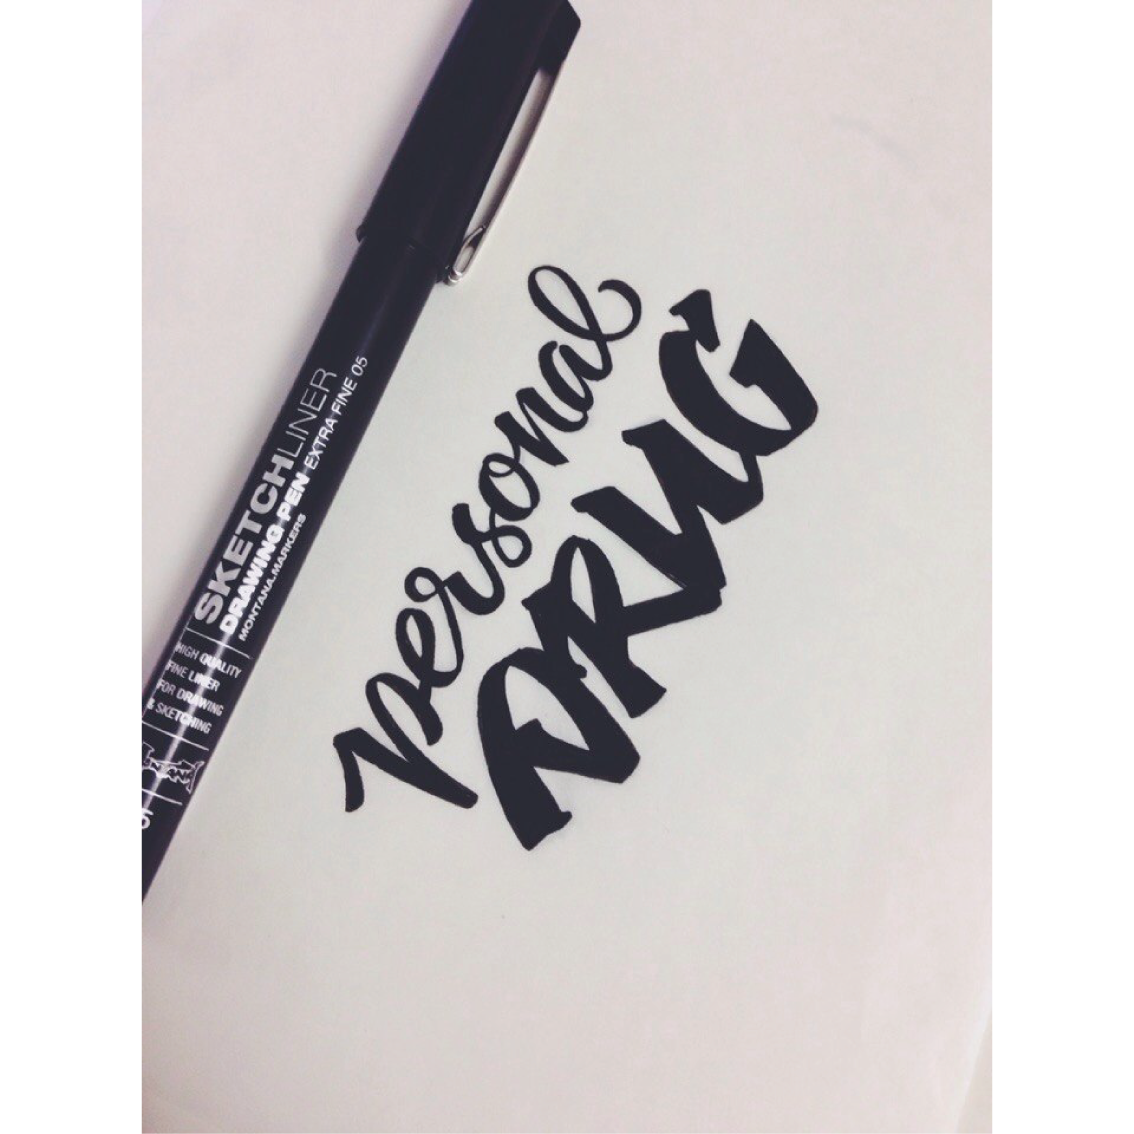 SKETCHLINER
DRAWING PEN EXTRA FINE 05
MONTANA.MARKERS
HIGH QUALITY
FINE LINER
FOR DRAWING
& SKETCHING
personal
DRUG